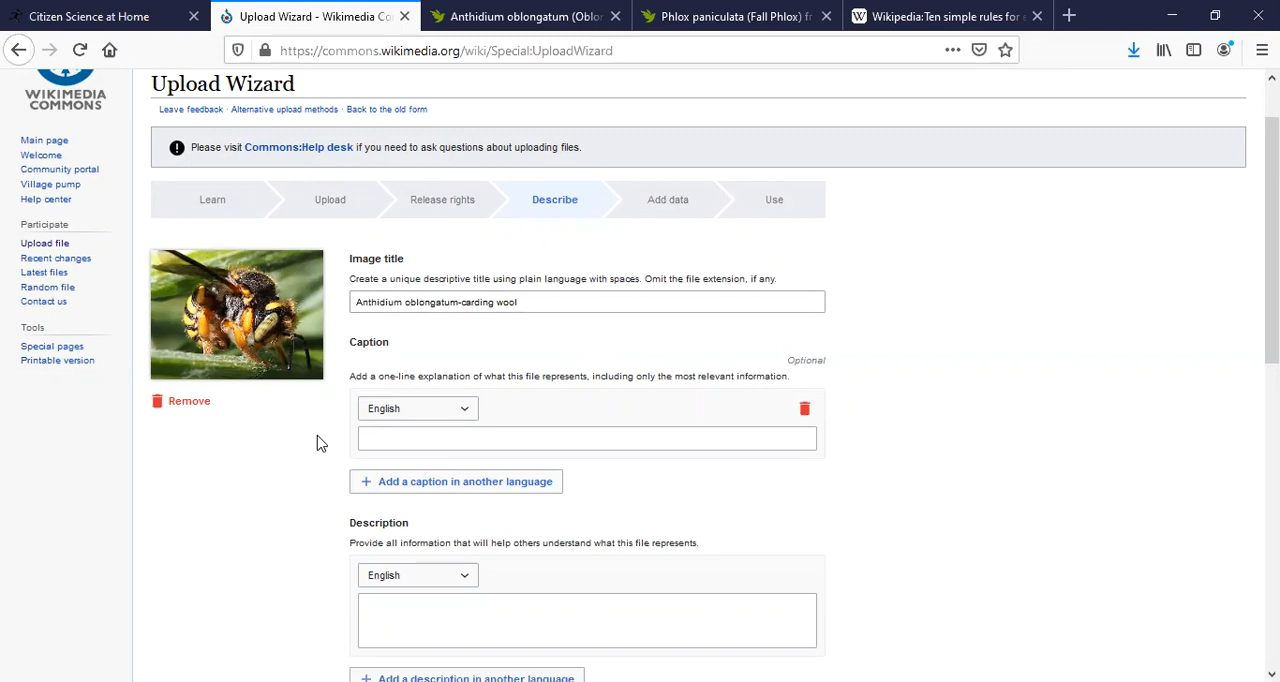 Citizen Science at Home
Upload Wizard - Wikimedia Co
Anthidium oblongatum (Oblor
Phlox paniculata (Fall Phlox) fr
Wikipedia:Ten simple rules for e
https://commons.wikimedia.org/wiki/Special:UploadWizard
WIKIMEDIA
COMMONS
Main page
Welcome
Community portal
Village pump
Help center
Participate
Upload file
Recent changes
Latest files
Random file
Contact us
Tools
Special pages
Printable version
Upload Wizard
Leave feedback · Alternative upload methods · Back to the old form
Please visit Commons:Help desk if you need to ask questions about uploading files.
Learn
Upload
Release rights
Describe
Add data
Use
Remove
Image title
Create a unique descriptive title using plain language with spaces. Omit the file extension, if any.
Anthidium oblongatum-carding wool
Caption
Optional
Add a one-line explanation of what this file represents, including only the most relevant information.
English
+ Add a caption in another language
Description
Provide all information that will help others understand what this file represents.
English
+ Add a description in another language